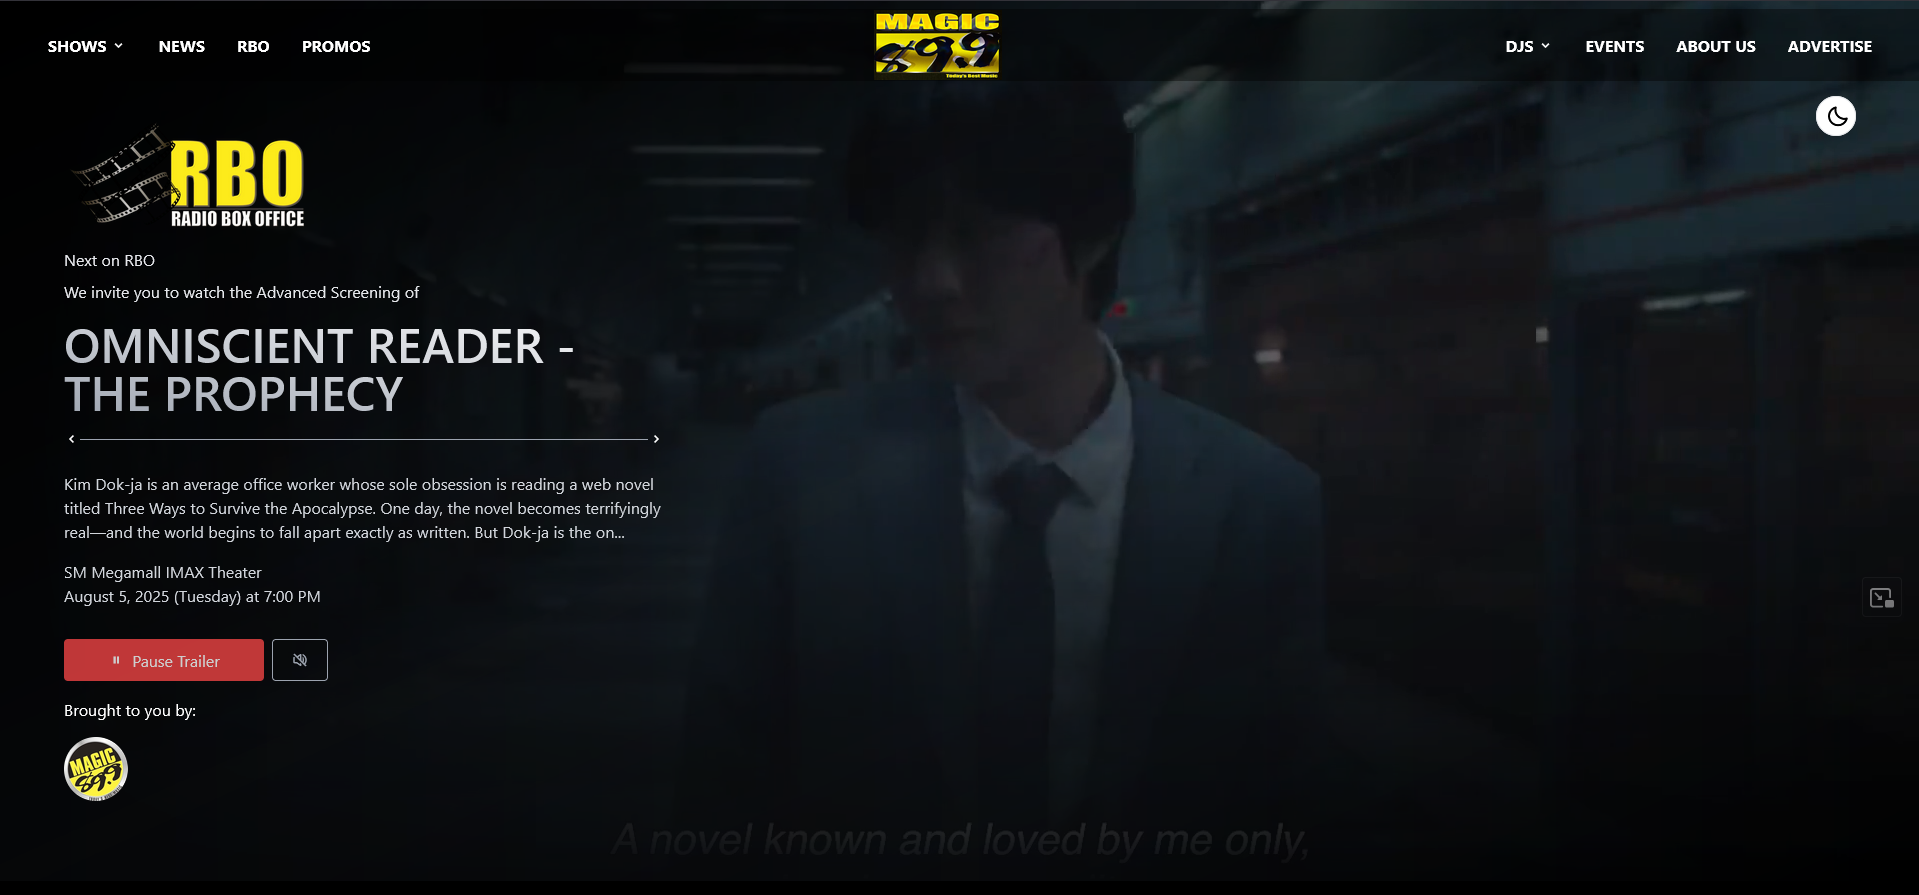 SHOWS NEWS RBO PROMOS
MAGIC
89.9
Today's Best Music
DJS EVENTS ABOUT US ADVERTISE
RBO
RADIO BOX OFFICE
Next on RBO
We invite you to watch the Advanced Screening of
OMNISCIENT READER -
THE PROPHECY
Kim Dok-ja is an average office worker whose sole obsession is reading a web novel
titled Three Ways to Survive the Apocalypse. One day, the novel becomes terrifyingly
real—and the world begins to fall apart exactly as written. But Dok-ja is the on...
SM Megamall IMAX Theater
August 5, 2025 (Tuesday) at 7:00 PM
Pause Trailer
Brought to you by:
MAGIC
89.9
A novel known and loved by me only,